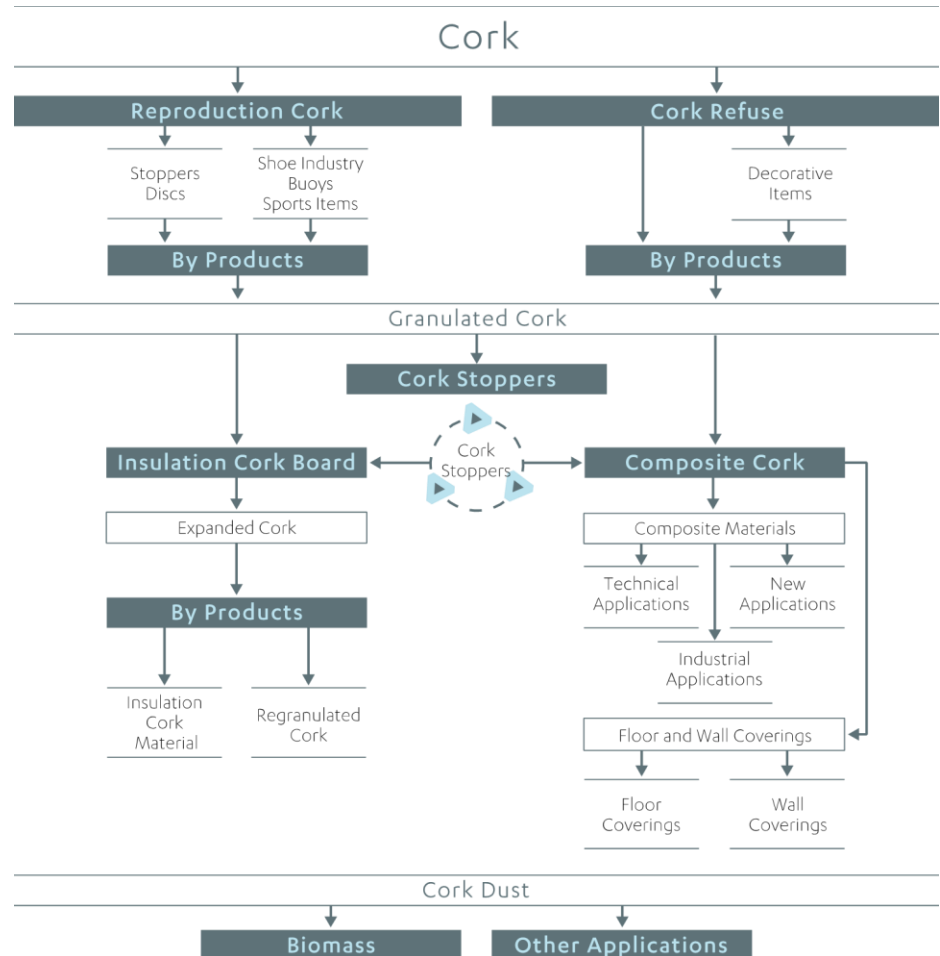 Cork
Reproduction Cork
Cork Refuse
Stoppers
Discs
Shoe Industry
Buoys
Sports Items
Decorative
Items
By Products
By Products
Granulated Cork
Cork Stoppers
Cork
Stoppers
Insulation Cork Board
Composite Cork
Expanded Cork
Composite Materials
By Products
Technical
Applications
New
Applications
Industrial
Applications
Insulation
Cork
Material
Regranulated
Cork
Floor and Wall Coverings
Floor
Coverings
Wall
Coverings
Cork Dust
Biomass
Other Applications